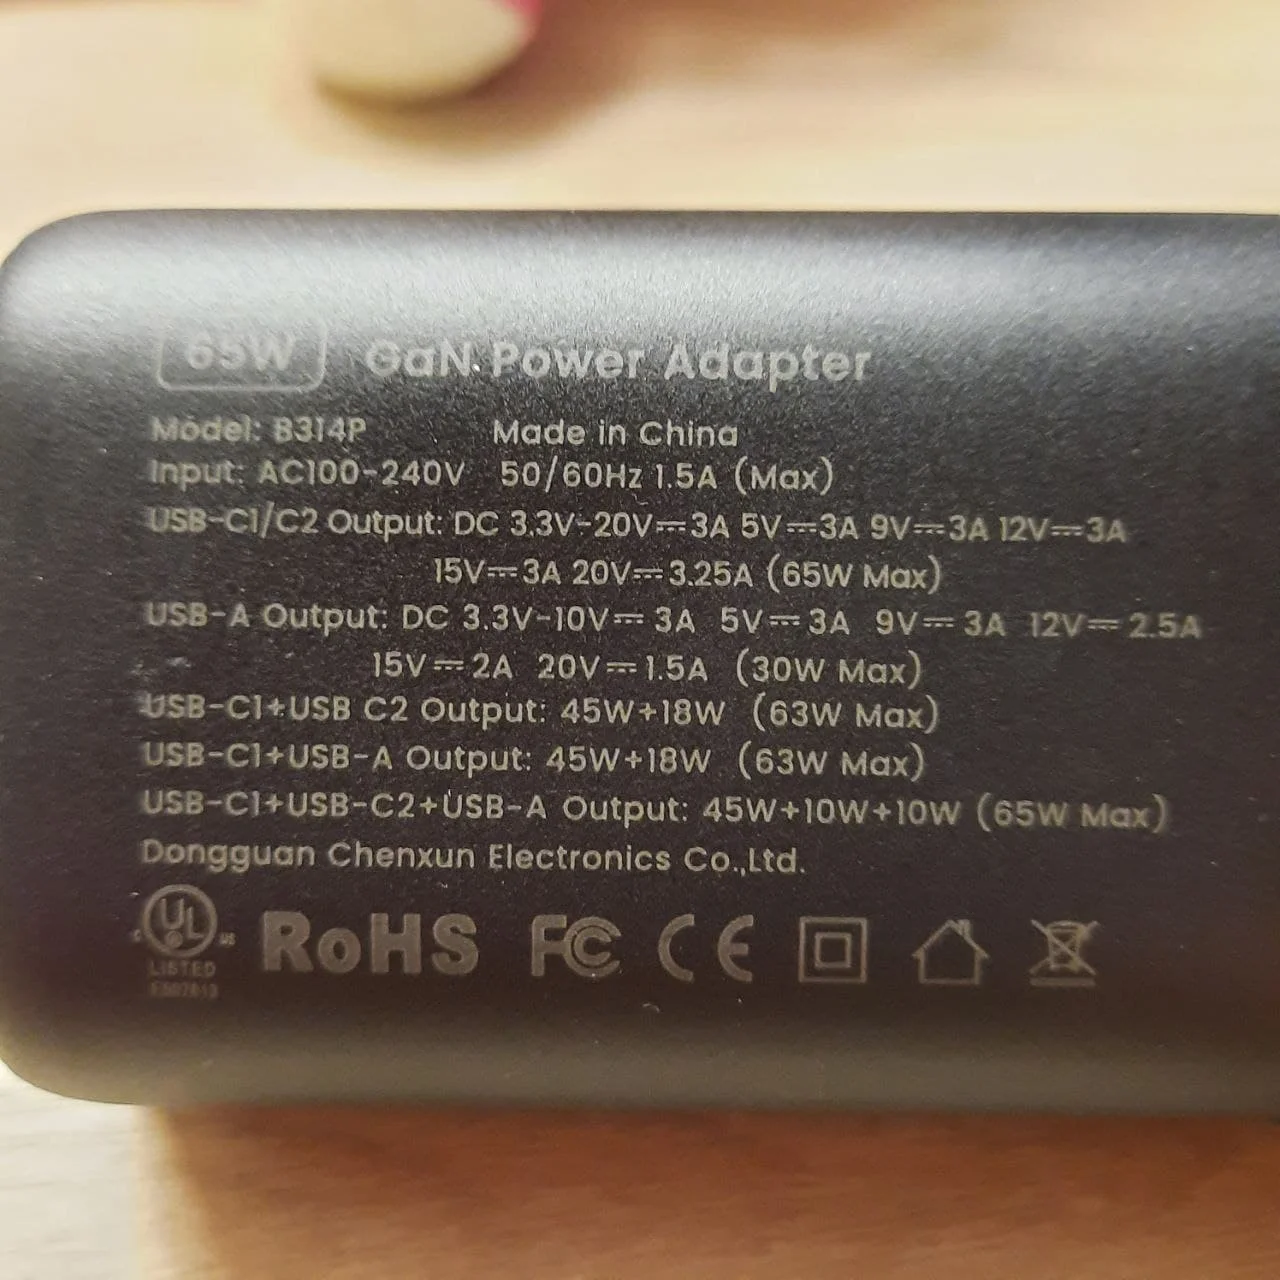 65W GaN Power Adapter
Model: B314P Made in China
Input: AC100-240V 50/60Hz 1.5A (Max)
USB-C1/C2 Output: DC 3.3V-20V⎓3A 5V⎓3A 9V⎓3A 12V⎓3A
15V⎓3A 20V⎓3.25A (65W Max)
USB-A Output: DC 3.3V-10V⎓3A 5V⎓3A 9V⎓3A 12V⎓2.5A
15V⎓2A 20V⎓1.5A (30W Max)
USB-C1+USB C2 Output: 45W+18W (63W Max)
USB-C1+USB-A Output: 45W+18W (63W Max)
USB-C1+USB-C2+USB-A Output: 45W+10W+10W (65W Max)
Dongguan Chenxun Electronics Co.,Ltd.
c UL us RoHS FC CE
LISTED